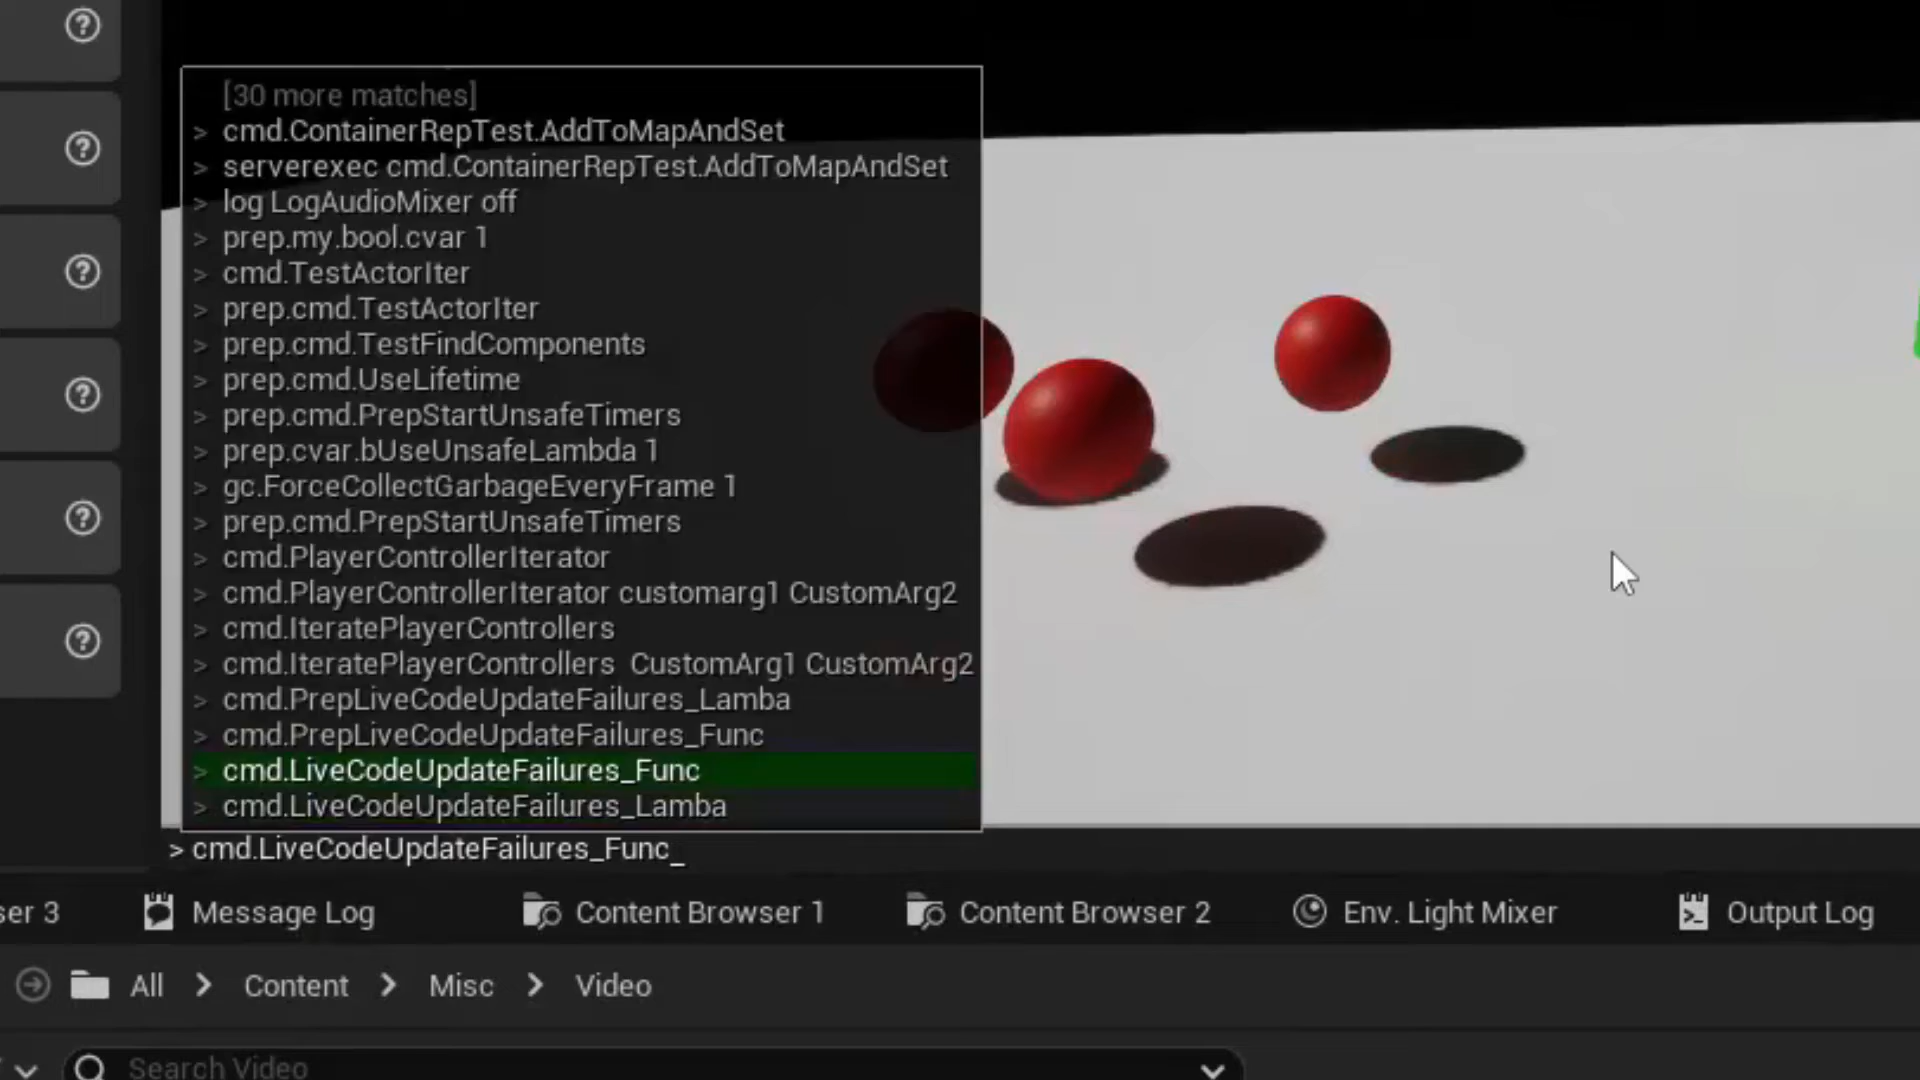 [30 more matches]
> cmd.ContainerRepTest.AddToMapAndSet
> serverexec cmd.ContainerRepTest.AddToMapAndSet
> log LogAudioMixer off
> prep.my.bool.cvar 1
> cmd.TestActorIter
> prep.cmd.TestActorIter
> prep.cmd.TestFindComponents
> prep.cmd.UseLifetime
> prep.cmd.PrepStartUnsafeTimers
> prep.cvar.bUseUnsafeLambda 1
> gc.ForceCollectGarbageEveryFrame 1
> prep.cmd.PrepStartUnsafeTimers
> cmd.PlayerControllerIterator
> cmd.PlayerControllerIterator customarg1 CustomArg2
> cmd.IteratePlayerControllers
> cmd.IteratePlayerControllers  CustomArg1 CustomArg2
> cmd.PrepLiveCodeUpdateFailures_Lamba
> cmd.PrepLiveCodeUpdateFailures_Func
> cmd.LiveCodeUpdateFailures_Func
> cmd.LiveCodeUpdateFailures_Lamba
> cmd.LiveCodeUpdateFailures_Func_
ser 3 Message Log Content Browser 1 Content Browser 2 Env. Light Mixer Output Log
All > Content > Misc > Video
Search Video